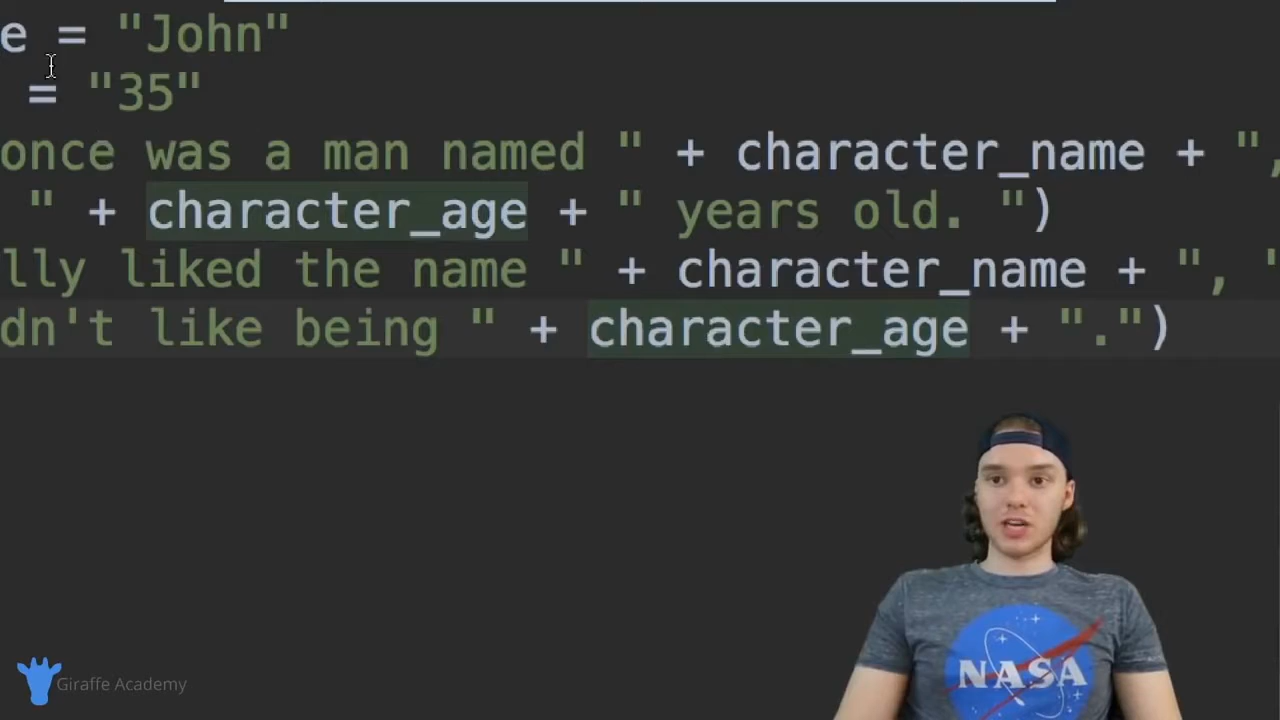 e = "John"
= "35"
once was a man named " + character_name + ",
" + character_age + " years old. ")
lly liked the name " + character_name + ", "
dn't like being " + character_age + ".")
NASA
Giraffe Academy